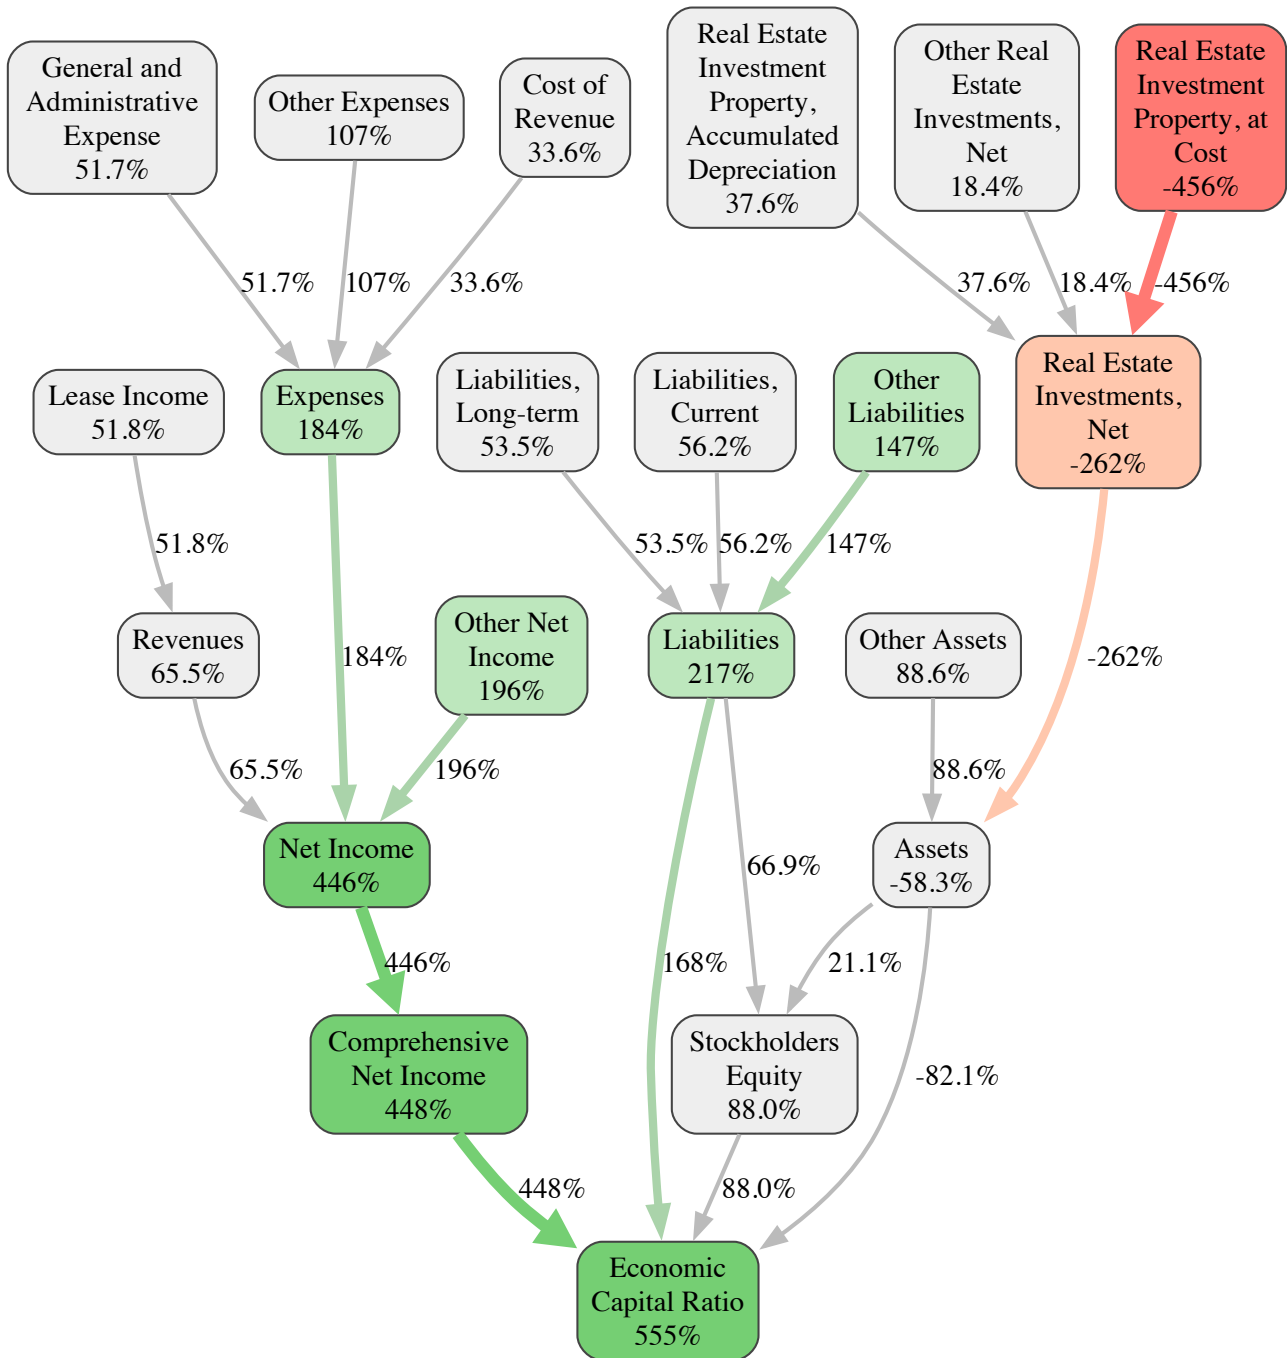 General and
Administrative
Expense
51.7%
Other Expenses
107%
Cost of
Revenue
33.6%
Real Estate
Investment
Property,
Accumulated
Depreciation
37.6%
Other Real
Estate
Investments,
Net
18.4%
Real Estate
Investment
Property, at
Cost
-456%
51.7%
107%
33.6%
37.6%
18.4%
-456%
Lease Income
51.8%
Expenses
184%
Liabilities,
Long-term
53.5%
Liabilities,
Current
56.2%
Other
Liabilities
147%
Real Estate
Investments,
Net
-262%
51.8%
53.5%
56.2%
147%
Revenues
65.5%
184%
Other Net
Income
196%
Liabilities
217%
Other Assets
88.6%
-262%
65.5%
196%
88.6%
Net Income
446%
66.9%
Assets
-58.3%
446%
168%
21.1%
Comprehensive
Net Income
448%
Stockholders
Equity
88.0%
-82.1%
448%
88.0%
Economic
Capital Ratio
555%